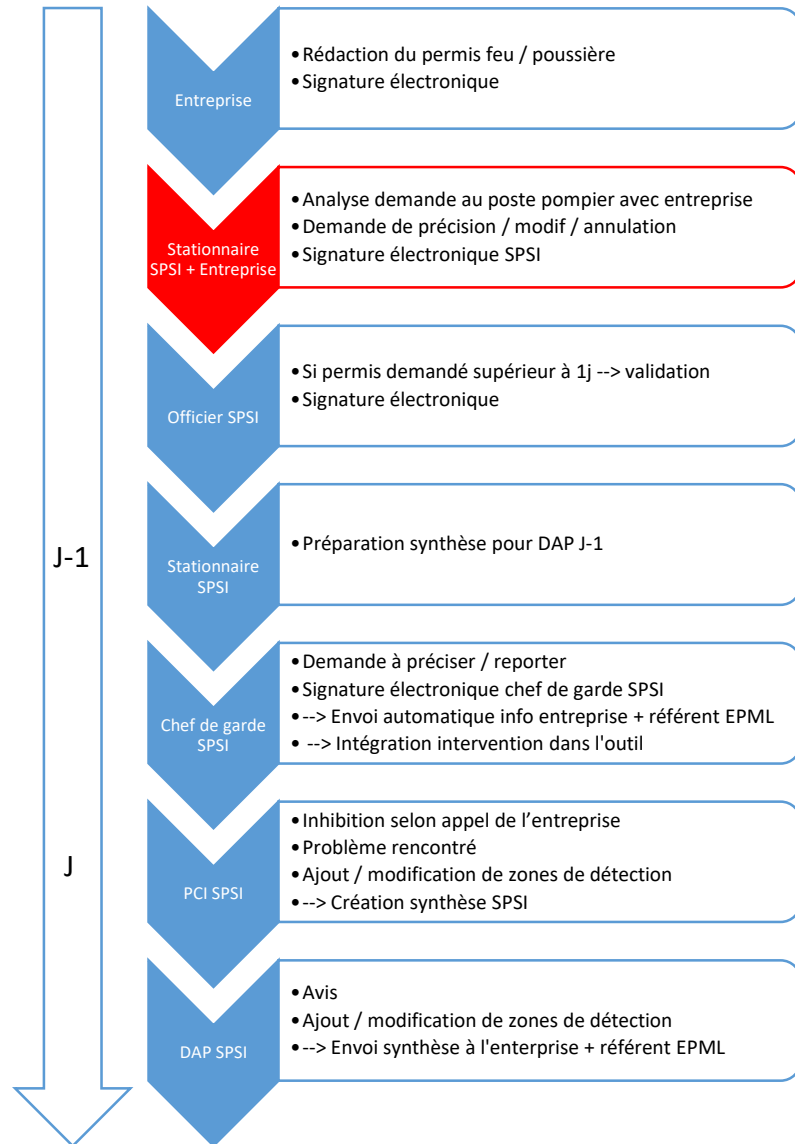 Entreprise
•Rédaction du permis feu / poussière
•Signature électronique
Stationnaire
SPSI + Entreprise
•Analyse demande au poste pompier avec entreprise
•Demande de précision / modif / annulation
•Signature électronique SPSI
Officier SPSI
•Si permis demandé supérieur à 1j --> validation
•Signature électronique
J-1
Stationnaire
SPSI
•Préparation synthèse pour DAP J-1
Chef de garde
SPSI
•Demande à préciser / reporter
•Signature électronique chef de garde SPSI
•--> Envoi automatique info entreprise + référent EPML
• --> Intégration intervention dans l'outil
J
PCI SPSI
•Inhibition selon appel de l’entreprise
•Problème rencontré
•Ajout / modification de zones de détection
•--> Création synthèse SPSI
DAP SPSI
•Avis
•Ajout / modification de zones de détection
•--> Envoi synthèse à l'enterprise + référent EPML